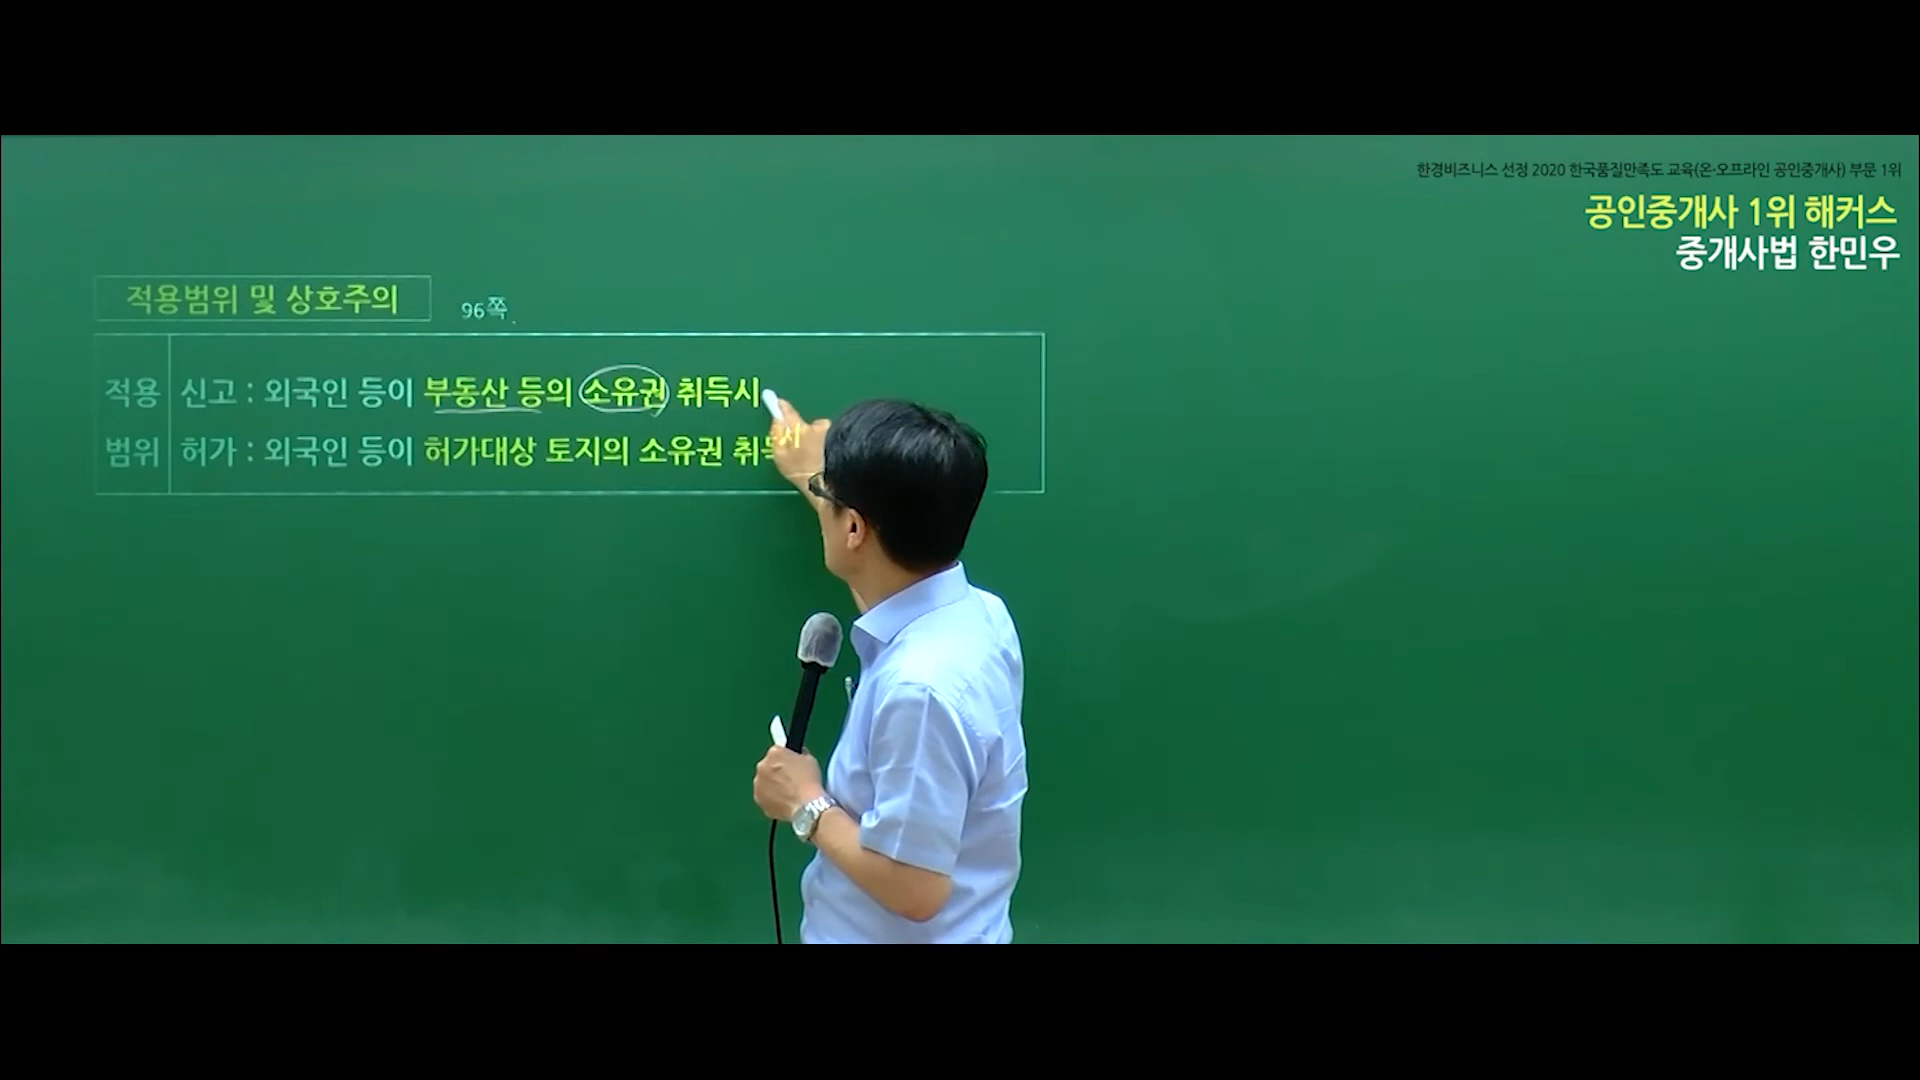 한경비즈니스 선정 2020 한국품질만족도 교육(온·오프라인 공인중개사) 부문 1위
공인중개사 1위 해커스
중개사법 한민우
적용범위 및 상호주의 96쪽
적용 신고 : 외국인 등이 부동산 등의 소유권 취득시
범위 허가 : 외국인 등이 허가대상 토지의 소유권 취득시